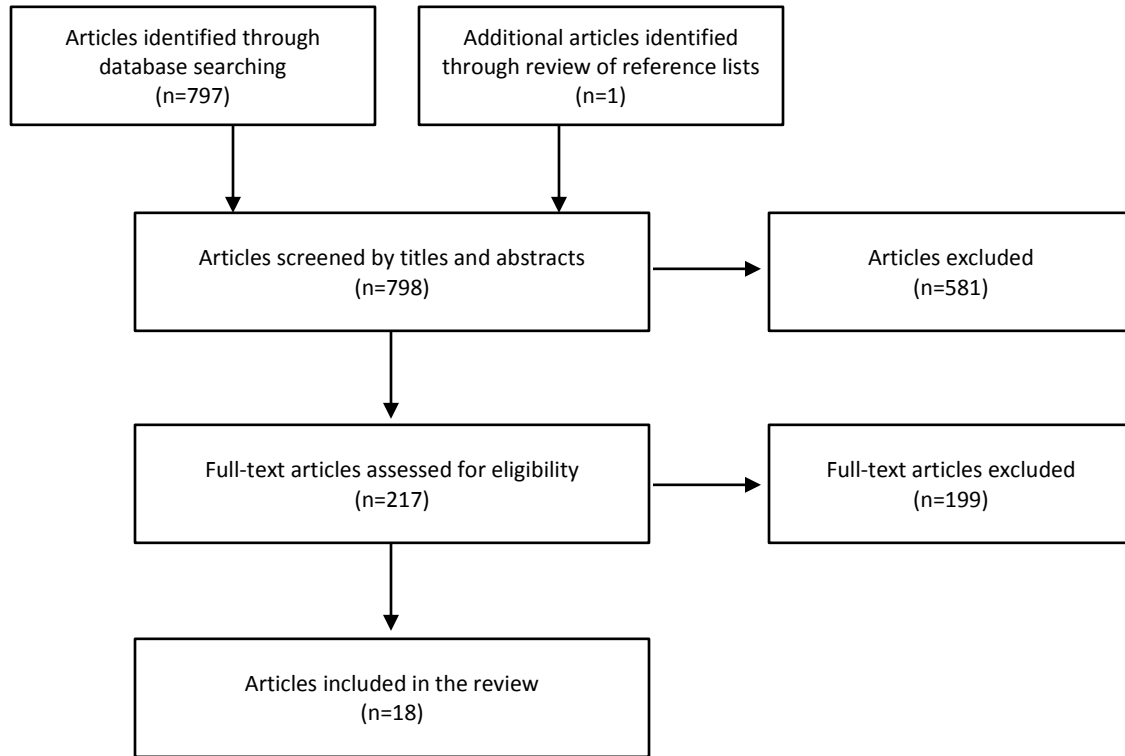 Articles identified through
database searching
(n=797)
Additional articles identified
through review of reference lists
(n=1)
Articles screened by titles and abstracts
(n=798)
Articles excluded
(n=581)
Full-text articles assessed for eligibility
(n=217)
Full-text articles excluded
(n=199)
Articles included in the review
(n=18)